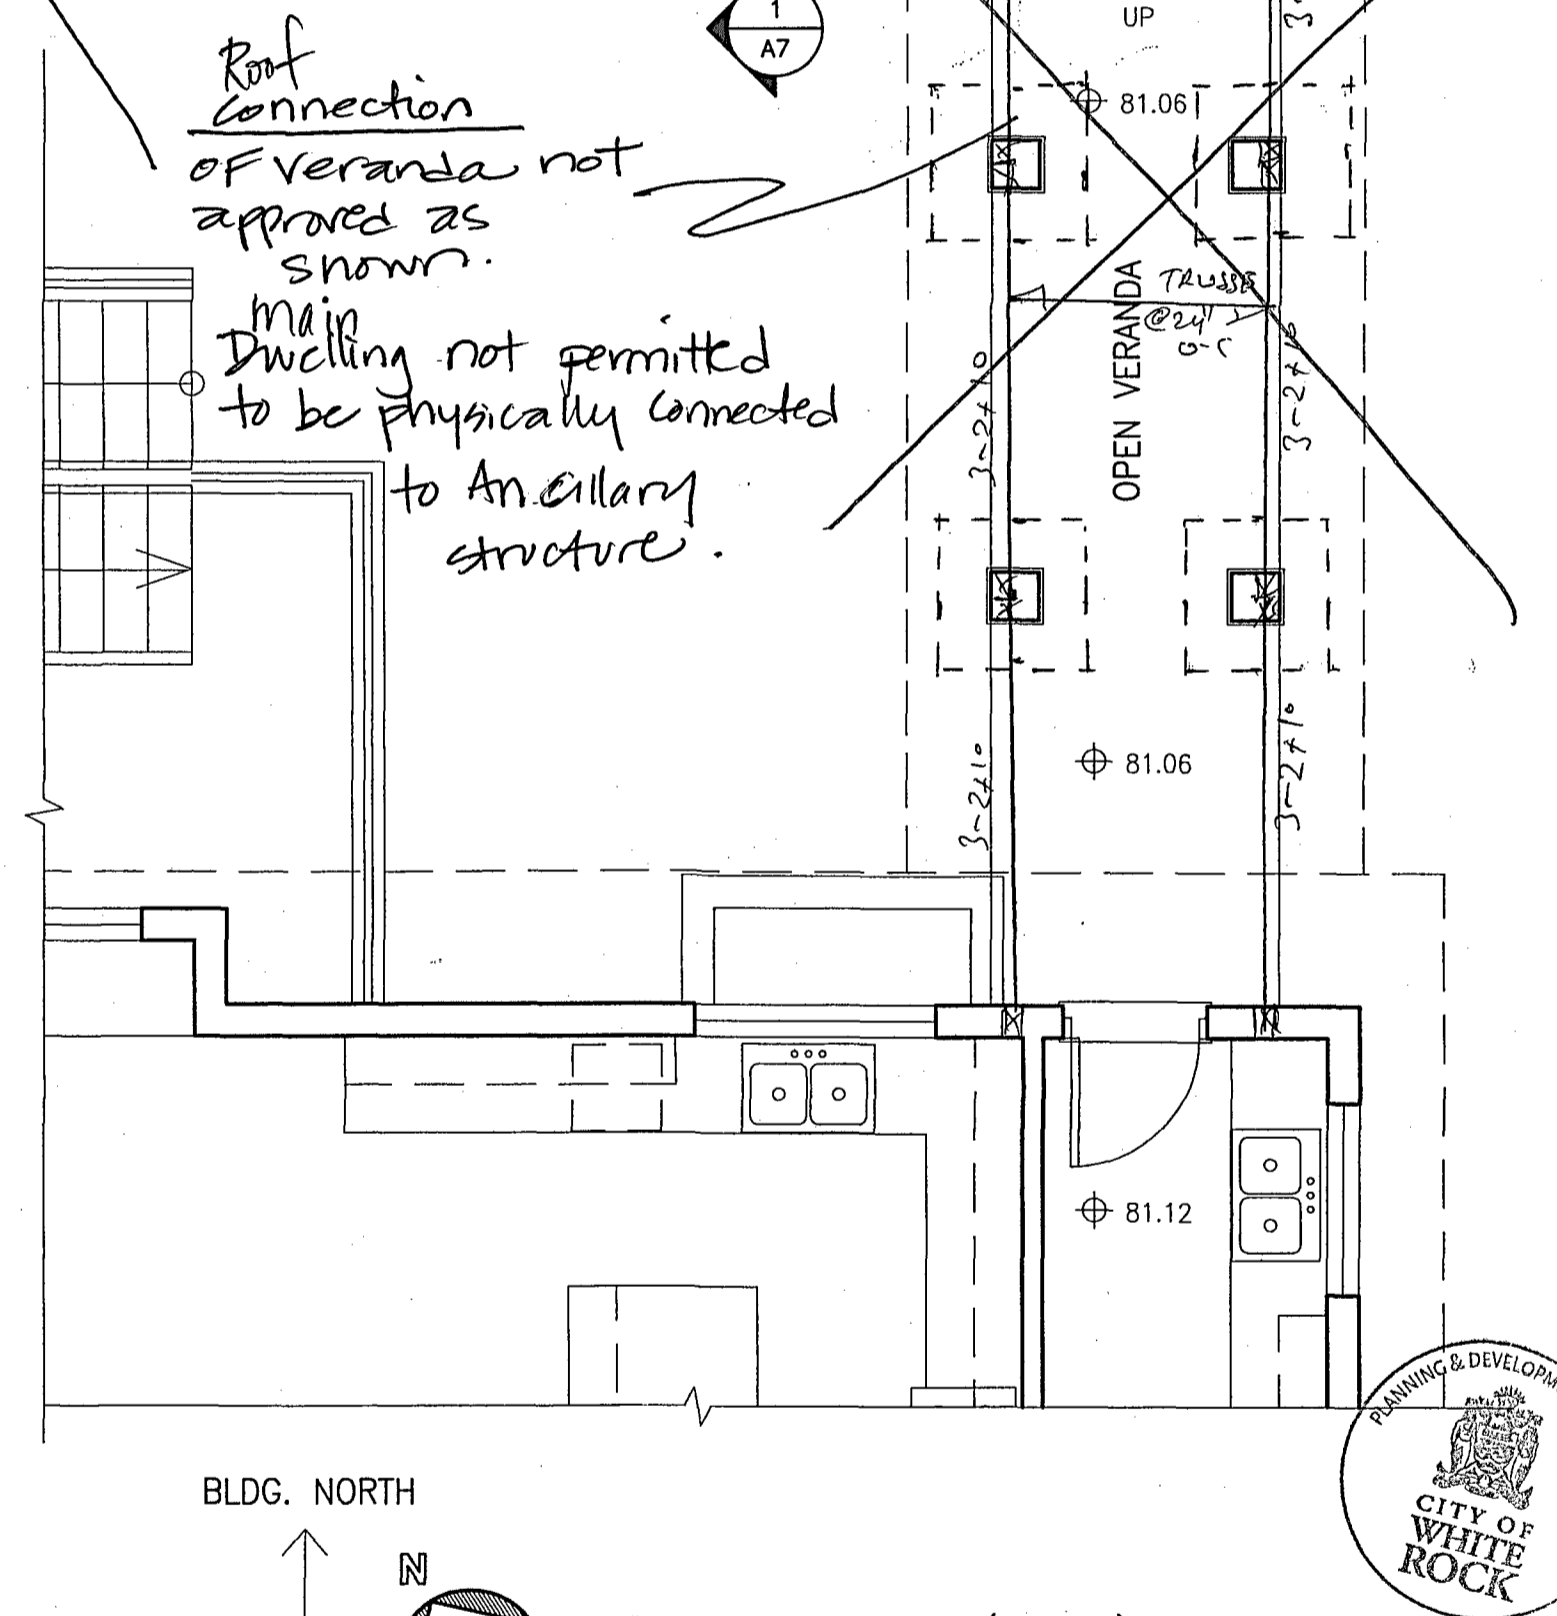 1
A7
UP
3-
Roof
connection
of veranda not
approved as
shown.
main
Dwelling not permitted
to be physically connected
to Ancillary
structure.
81.06
TRUSSES
@24"
O-C
OPEN VERANDA
3-2x10
3-2x10
81.06
3-2x10
3-2x10
81.12
PLANNING & DEVELOPM
CITY OF
WHITE
ROCK
BLDG. NORTH
N